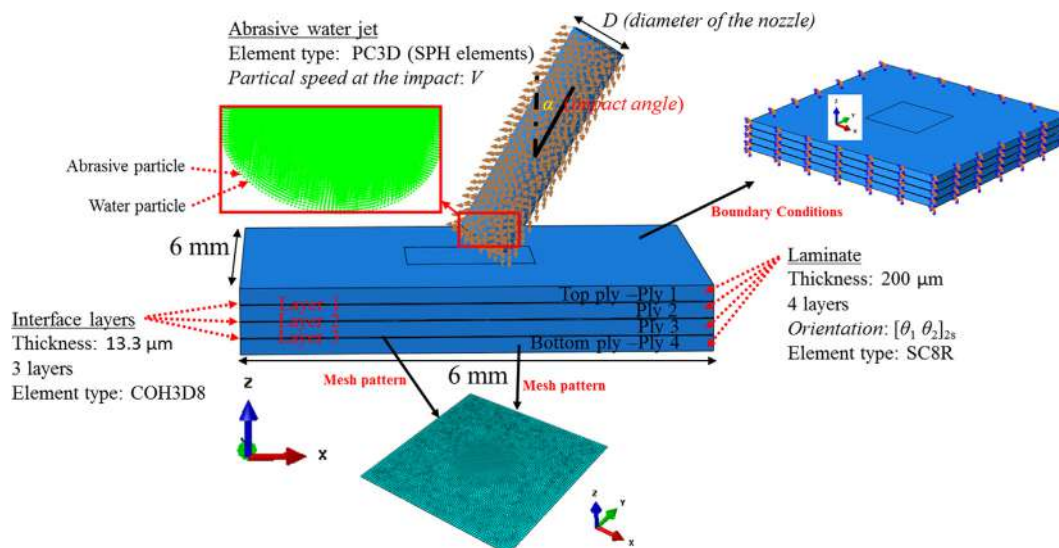 D (diameter of the nozzle)
Abrasive water jet
Element type: PC3D (SPH elements)
Partical speed at the impact: V
α (impact angle)
Abrasive particle
Water particle
Boundary Conditions
6 mm
Laminate
Thickness: 200 μm
4 layers
Orientation: [θ₁ θ₂]₂ₛ
Element type: SC8R
Interface layers
Thickness: 13.3 μm
3 layers
Element type: COH3D8
Top ply –Ply 1
Layer
Ply 2
Layer
Ply 3
Layer
Bottom ply –Ply 4
Mesh pattern
6 mm
Mesh pattern
Z
X
Z
Y
X